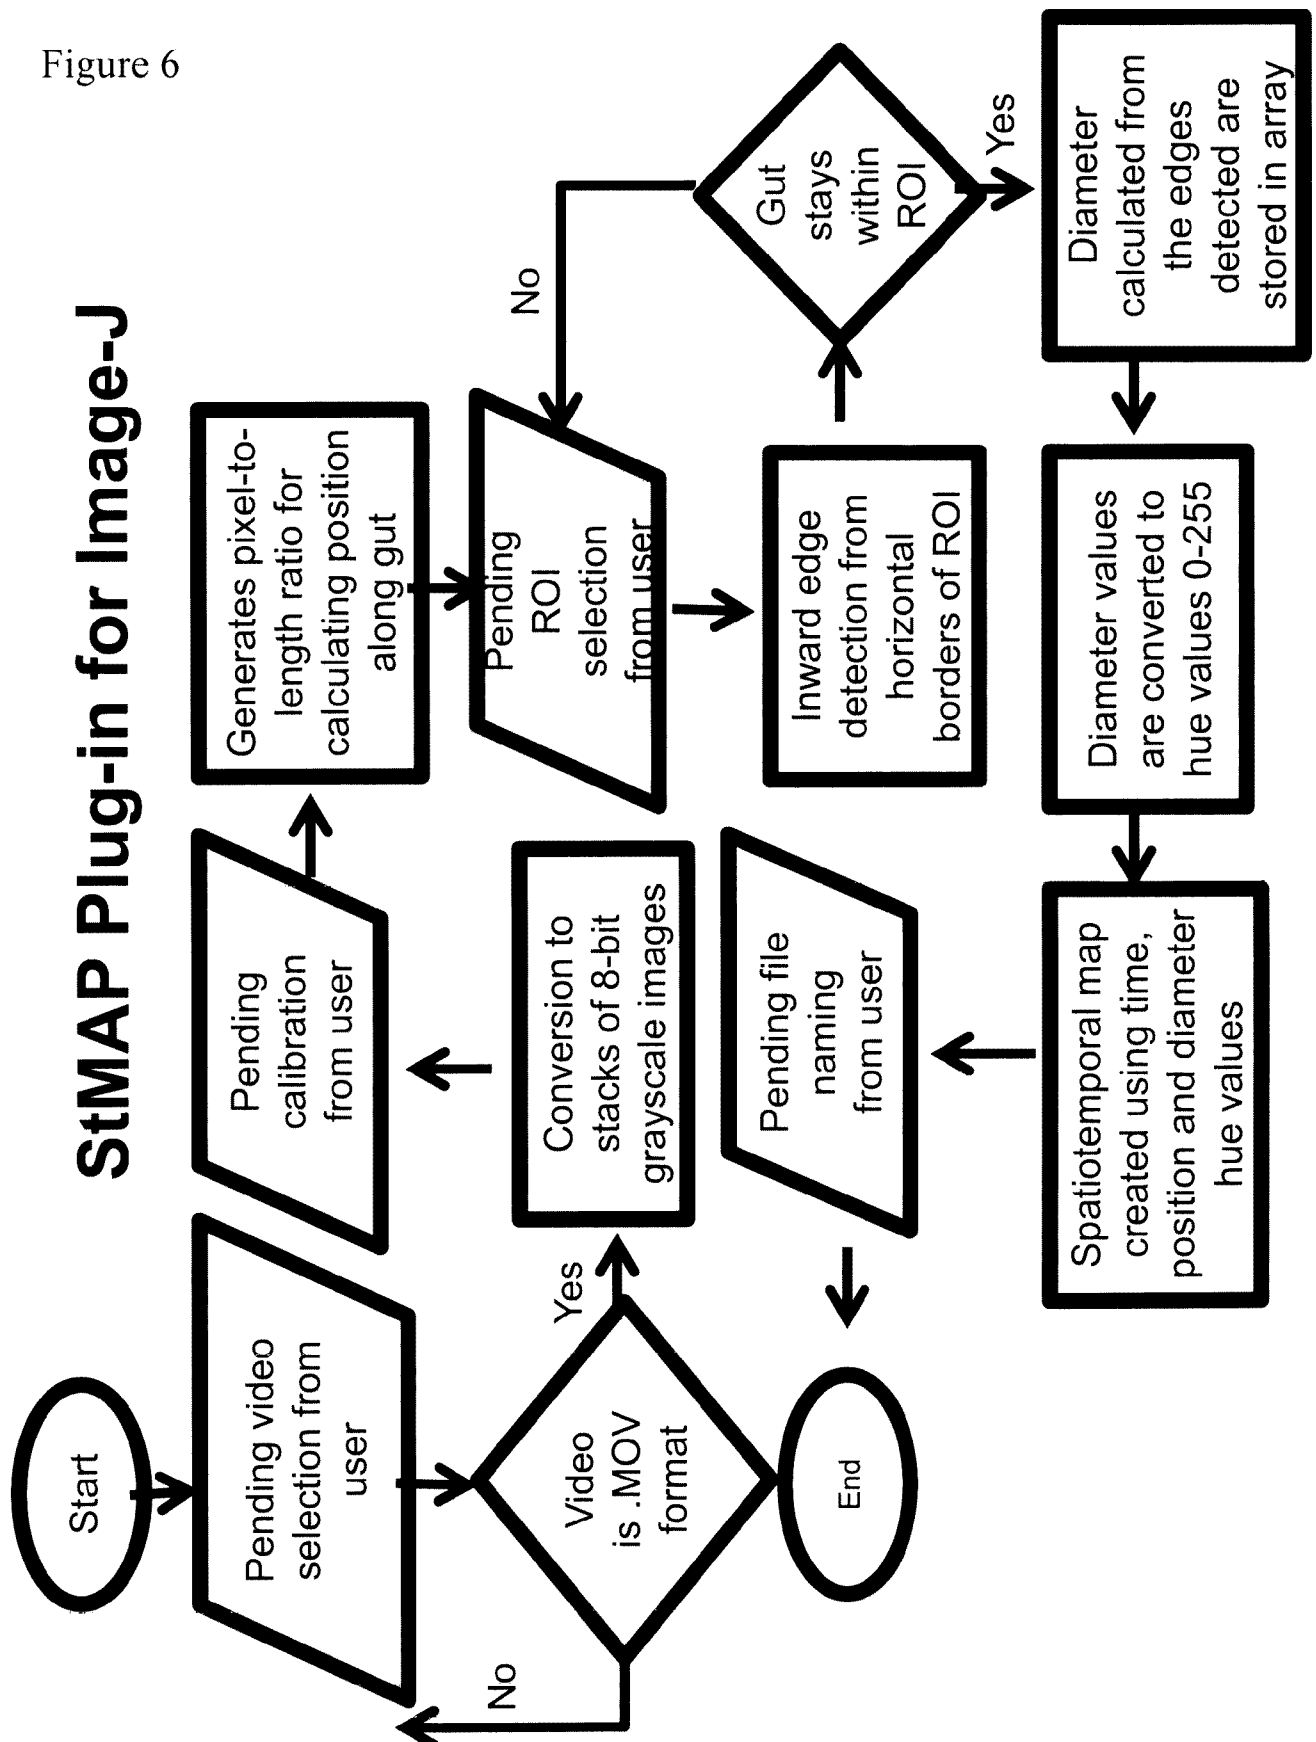 Figure 6
StMAP Plug-in for Image-J
Start
Pending video
selection from
user
Video
is .MOV
format
No
Yes
Conversion to
stacks of 8-bit
grayscale images
Pending
calibration
from user
Generates pixel-to-
length ratio for
calculating position
along gut
Pending
ROI
selection
from user
Inward edge
detection from
horizontal
borders of ROI
Gut
stays
within
ROI
No
Yes
Diameter
calculated from
the edges
detected are
stored in array
Diameter values
are converted to
hue values 0-255
Spatiotemporal map
created using time,
position and diameter
hue values
Pending file
naming
from user
End